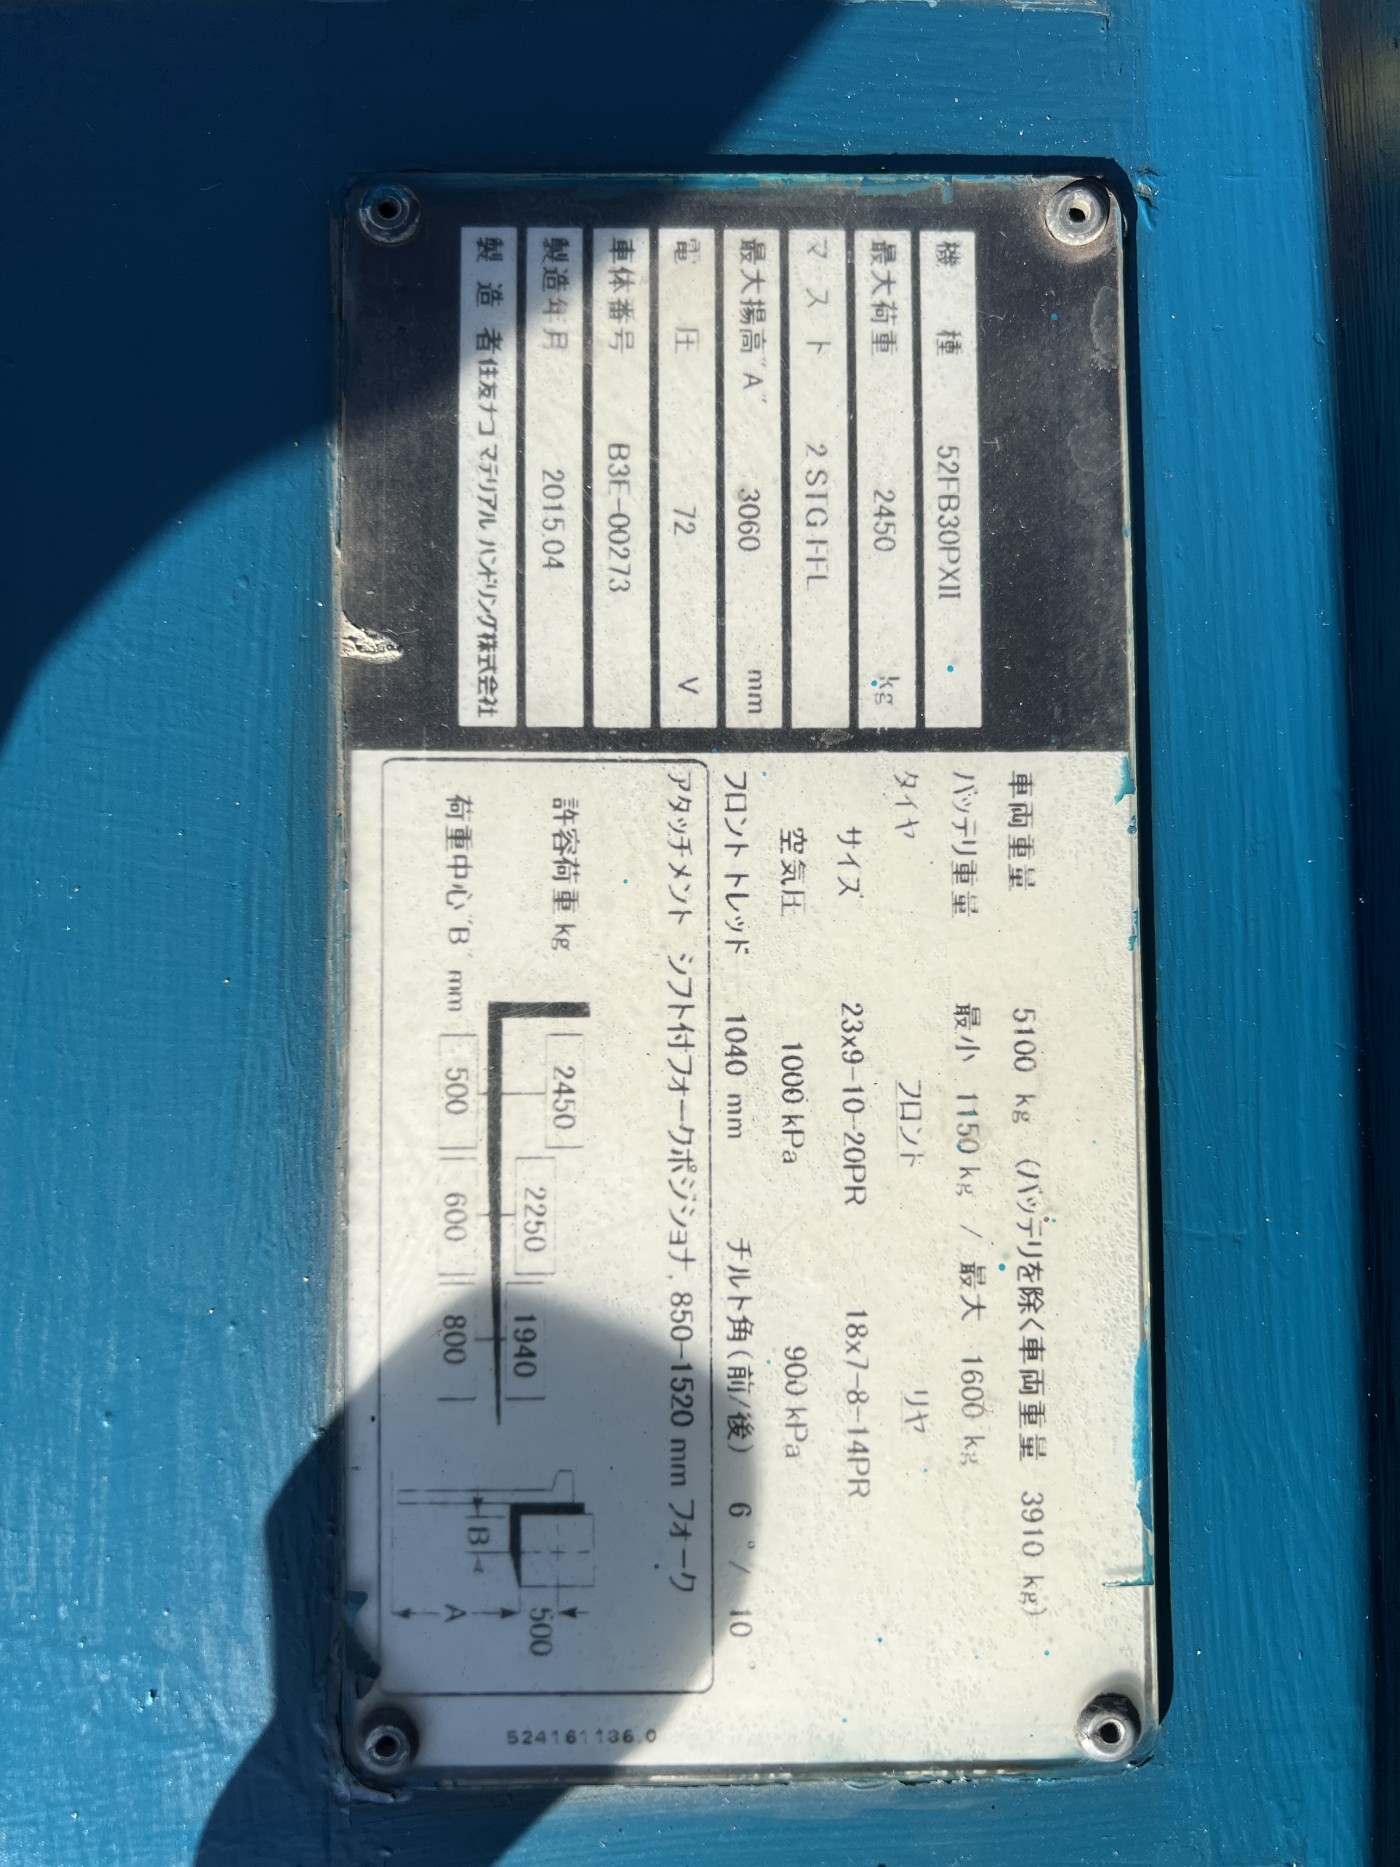 機種 52FB30PXII
最大荷重 2450 kg
マスト 2STGFFL
最大揚高"A" 3060 mm
電圧 72 V
車体番号 B3E-00273
製造年月 2015.04
製造者 住友ナコ マテリアル ハンドリング株式会社
車両重量 5100 kg (バッテリを除く車両重量 3910 kg)
バッテリ重量 最小 1150 kg / 最大 1600 kg
タイヤ フロント リヤ
サイズ 23x9-10-20PR 18x7-8-14PR
空気圧 1000 kPa 900 kPa
フロントトレッド 1040 mm チルト角(前/後) 6°/ 10°
アタッチメント シフト付フォークポジショナ, 850-1520 mm フォーク
許容荷重 kg 2450 2250 1940
荷重中心"B" mm 500 600 800
500
B
A
524161136.0